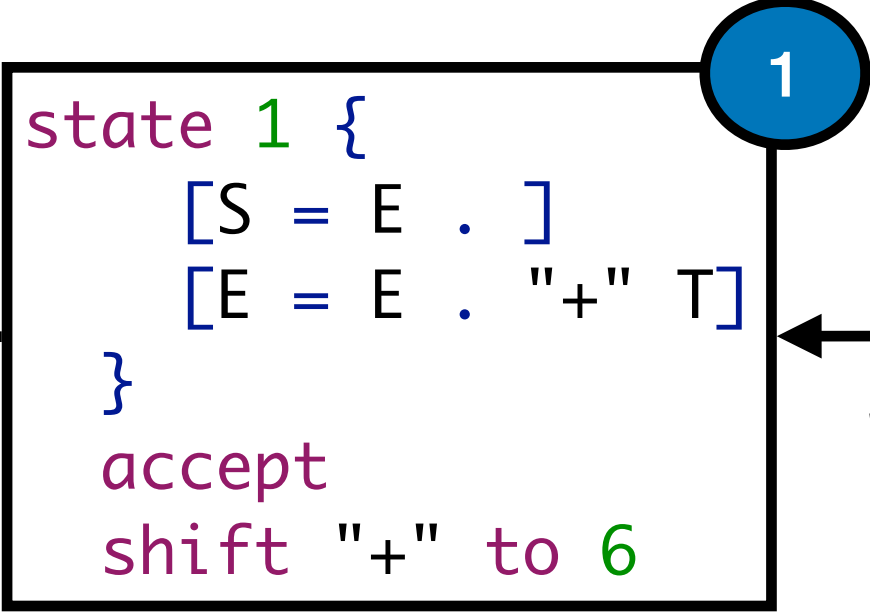 1
state 1 {
[S = E . ]
[E = E . "+" T]
}
accept
shift "+" to 6